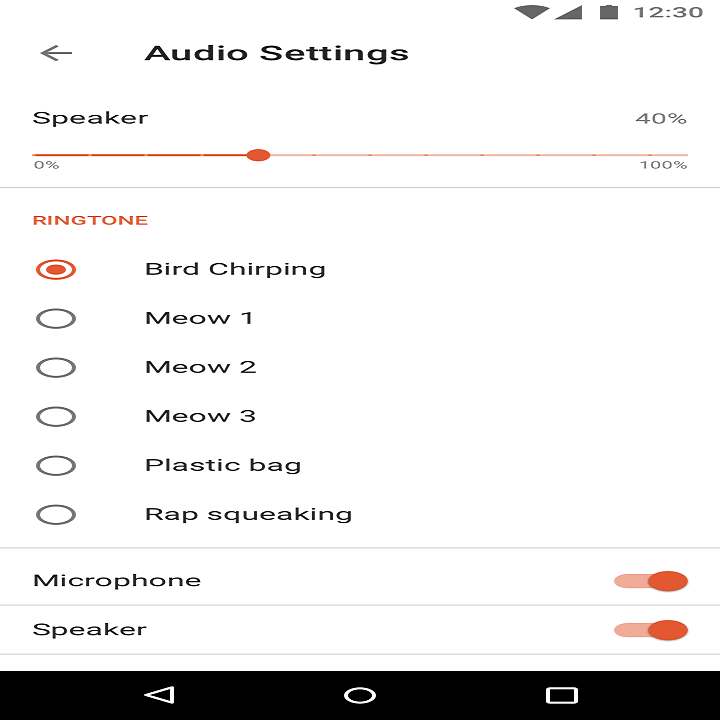 12:30
Audio Settings
Speaker 40%
0% 100%
RINGTONE
Bird Chirping
Meow 1
Meow 2
Meow 3
Plastic bag
Rap squeaking
Microphone
Speaker